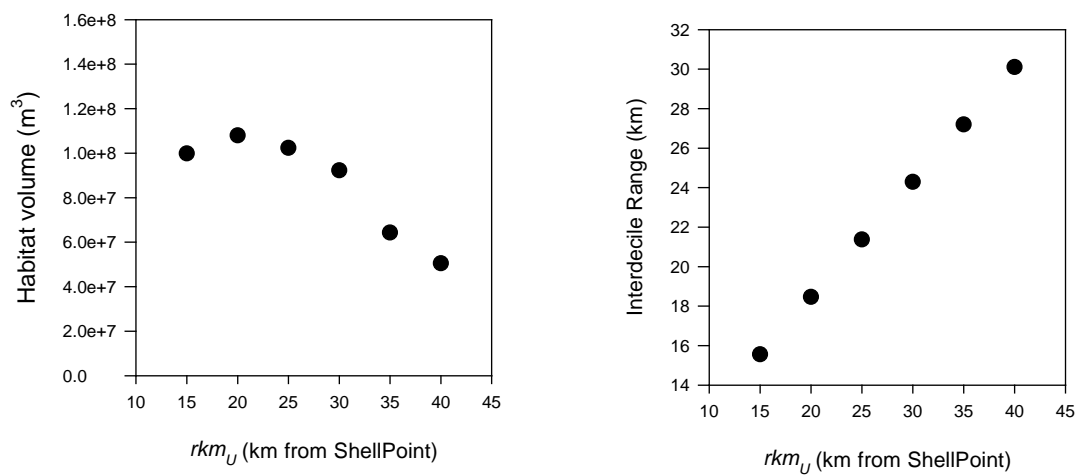 1.6e+8
1.4e+8
1.2e+8
1.0e+8
8.0e+7
6.0e+7
4.0e+7
2.0e+7
0.0
Habitat volume (m³)
10 15 20 25 30 35 40 45
rkm_U (km from ShellPoint)
32
30
28
26
24
22
20
18
16
14
Interdecile Range (km)
10 15 20 25 30 35 40 45
rkm_U (km from ShellPoint)